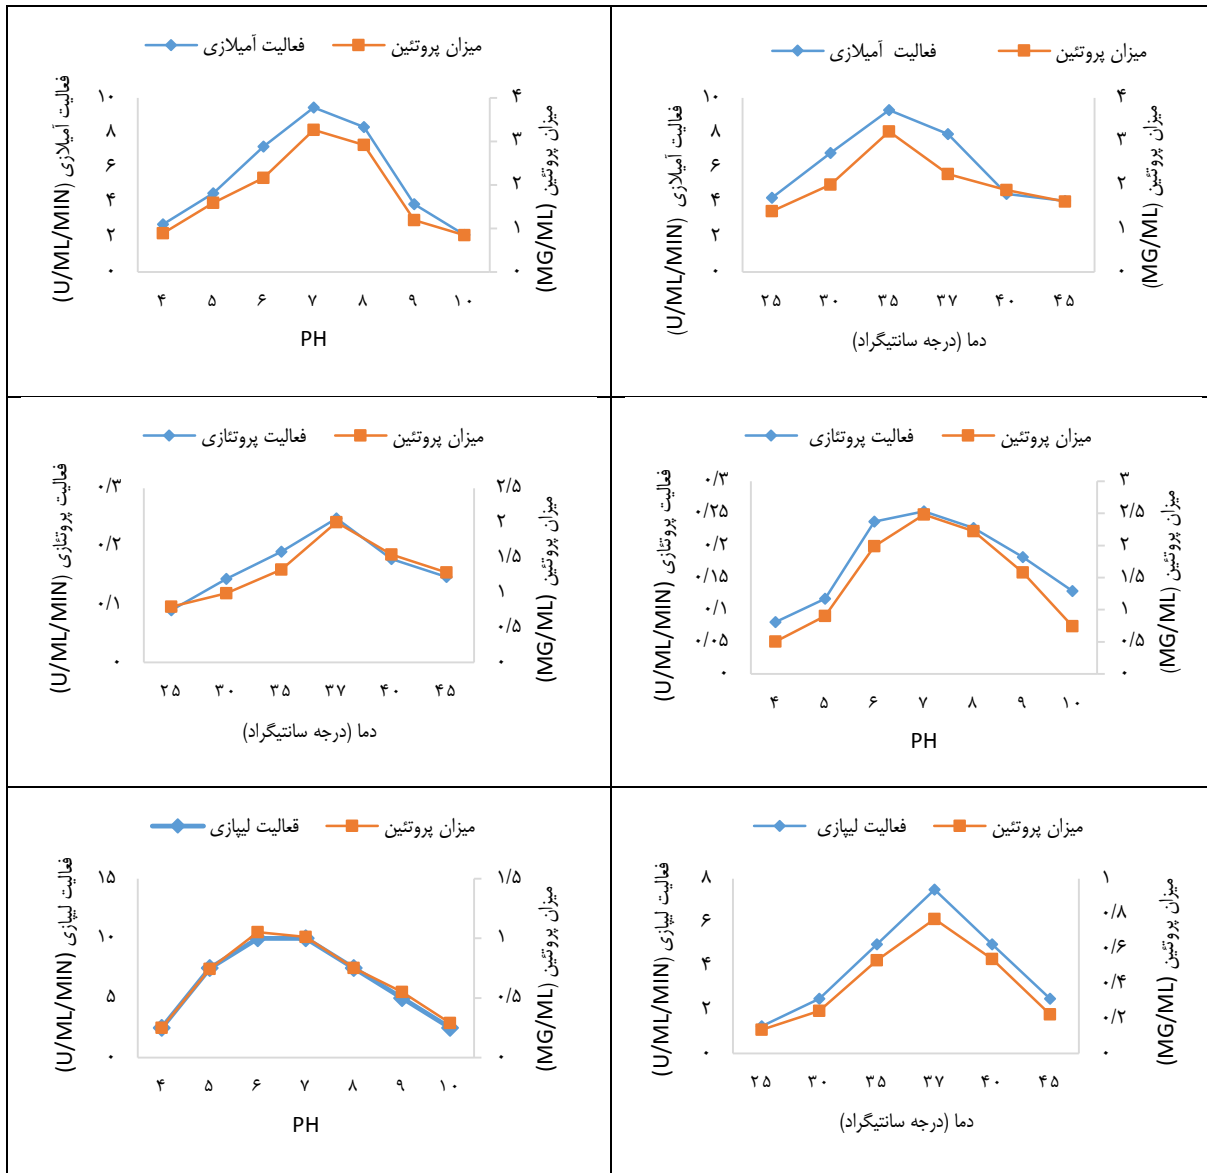 فعالیت آمیلازی
میزان پروتئین
فعالیت آمیلازی (U/ML/MIN)
۱۰
۸
۶
۴
۲
۰
۴
۳
۲
۱
۰
میزان پروتئین (MG/ML)
۴ ۵ ۶ ۷ ۸ ۹ ۱۰
PH
فعالیت آمیلازی
میزان پروتئین
فعالیت آمیلازی (U/ML/MIN)
۱۰
۸
۶
۴
۲
۰
۴
۳
۲
۱
۰
میزان پروتئین (MG/ML)
۲۵ ۳۰ ۳۵ ۳۷ ۴۰ ۴۵
دما (درجه سانتیگراد)
فعالیت پروتئازی
میزان پروتئین
فعالیت پروتئازی (U/ML/MIN)
۰/۳
۰/۲
۰/۱
۰
۲/۵
۲
۱/۵
۱
۰/۵
۰
میزان پروتئین (MG/ML)
۲۵ ۳۰ ۳۵ ۳۷ ۴۰ ۴۵
دما (درجه سانتیگراد)
فعالیت پروتئازی
میزان پروتئین
فعالیت پروتئازی (U/ML/MIN)
۰/۳
۰/۲۵
۰/۲
۰/۱۵
۰/۱
۰/۰۵
۰
۳
۲/۵
۲
۱/۵
۱
۰/۵
۰
میزان پروتئین (MG/ML)
۴ ۵ ۶ ۷ ۸ ۹ ۱۰
PH
قعالیت لیپازی
میزان پروتئین
فعالیت لیپازی (U/ML/MIN)
۱۵
۱۰
۵
۰
۱/۵
۱
۰/۵
۰
میزان پروتئین (MG/ML)
۴ ۵ ۶ ۷ ۸ ۹ ۱۰
PH
فعالیت لیپازی
میزان پروتئین
فعالیت لیپازی (U/ML/MIN)
۸
۶
۴
۲
۰
۱
۰/۸
۰/۶
۰/۴
۰/۲
۰
میزان پروتئین (MG/ML)
۲۵ ۳۰ ۳۵ ۳۷ ۴۰ ۴۵
دما (درجه سانتیگراد)